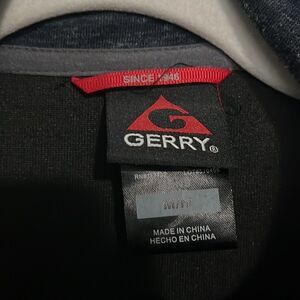 SINCE 1946
GERRY®
M/M
MADE IN CHINA
HECHO EN CHINA